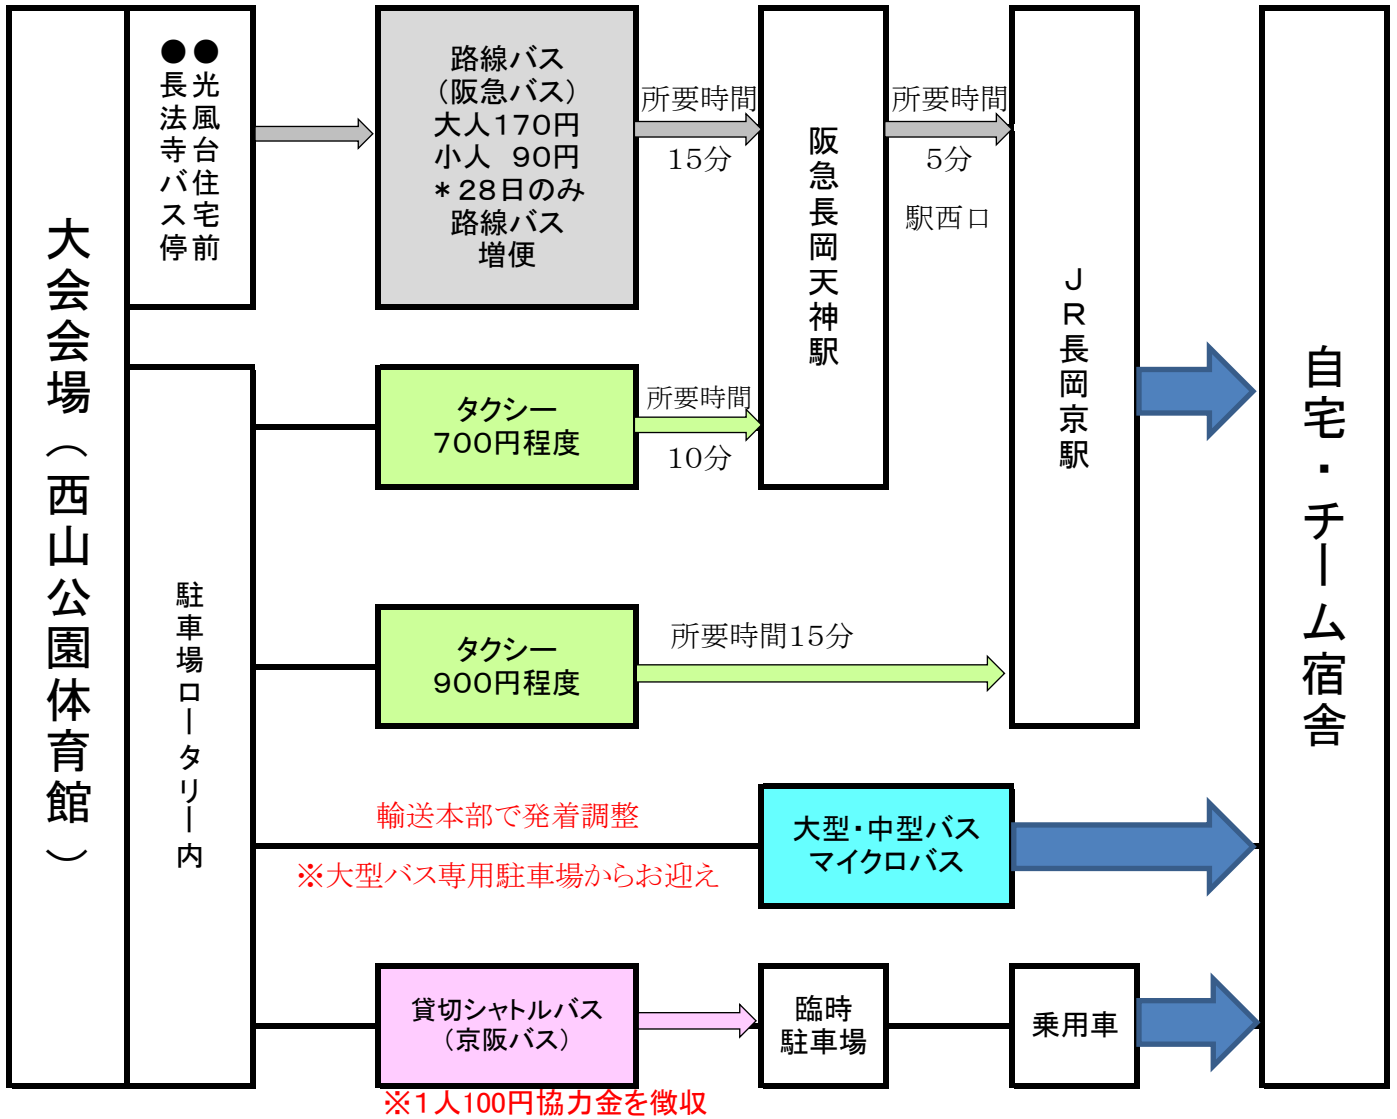 大会会場（西山公園体育館）
●光風台住宅前
●長法寺バス停
路線バス
（阪急バス）
大人170円
小人　90円
＊28日のみ
路線バス
増便
所要時間
15分
阪急長岡天神駅
所要時間
5分
駅西口
ＪＲ長岡京駅
自宅・チーム宿舎
駐車場ロータリー内
タクシー
700円程度
所要時間
10分
タクシー
900円程度
所要時間15分
輸送本部で発着調整
※大型バス専用駐車場からお迎え
大型・中型バス
マイクロバス
貸切シャトルバス
（京阪バス）
※1人100円協力金を徴収
臨時
駐車場
乗用車